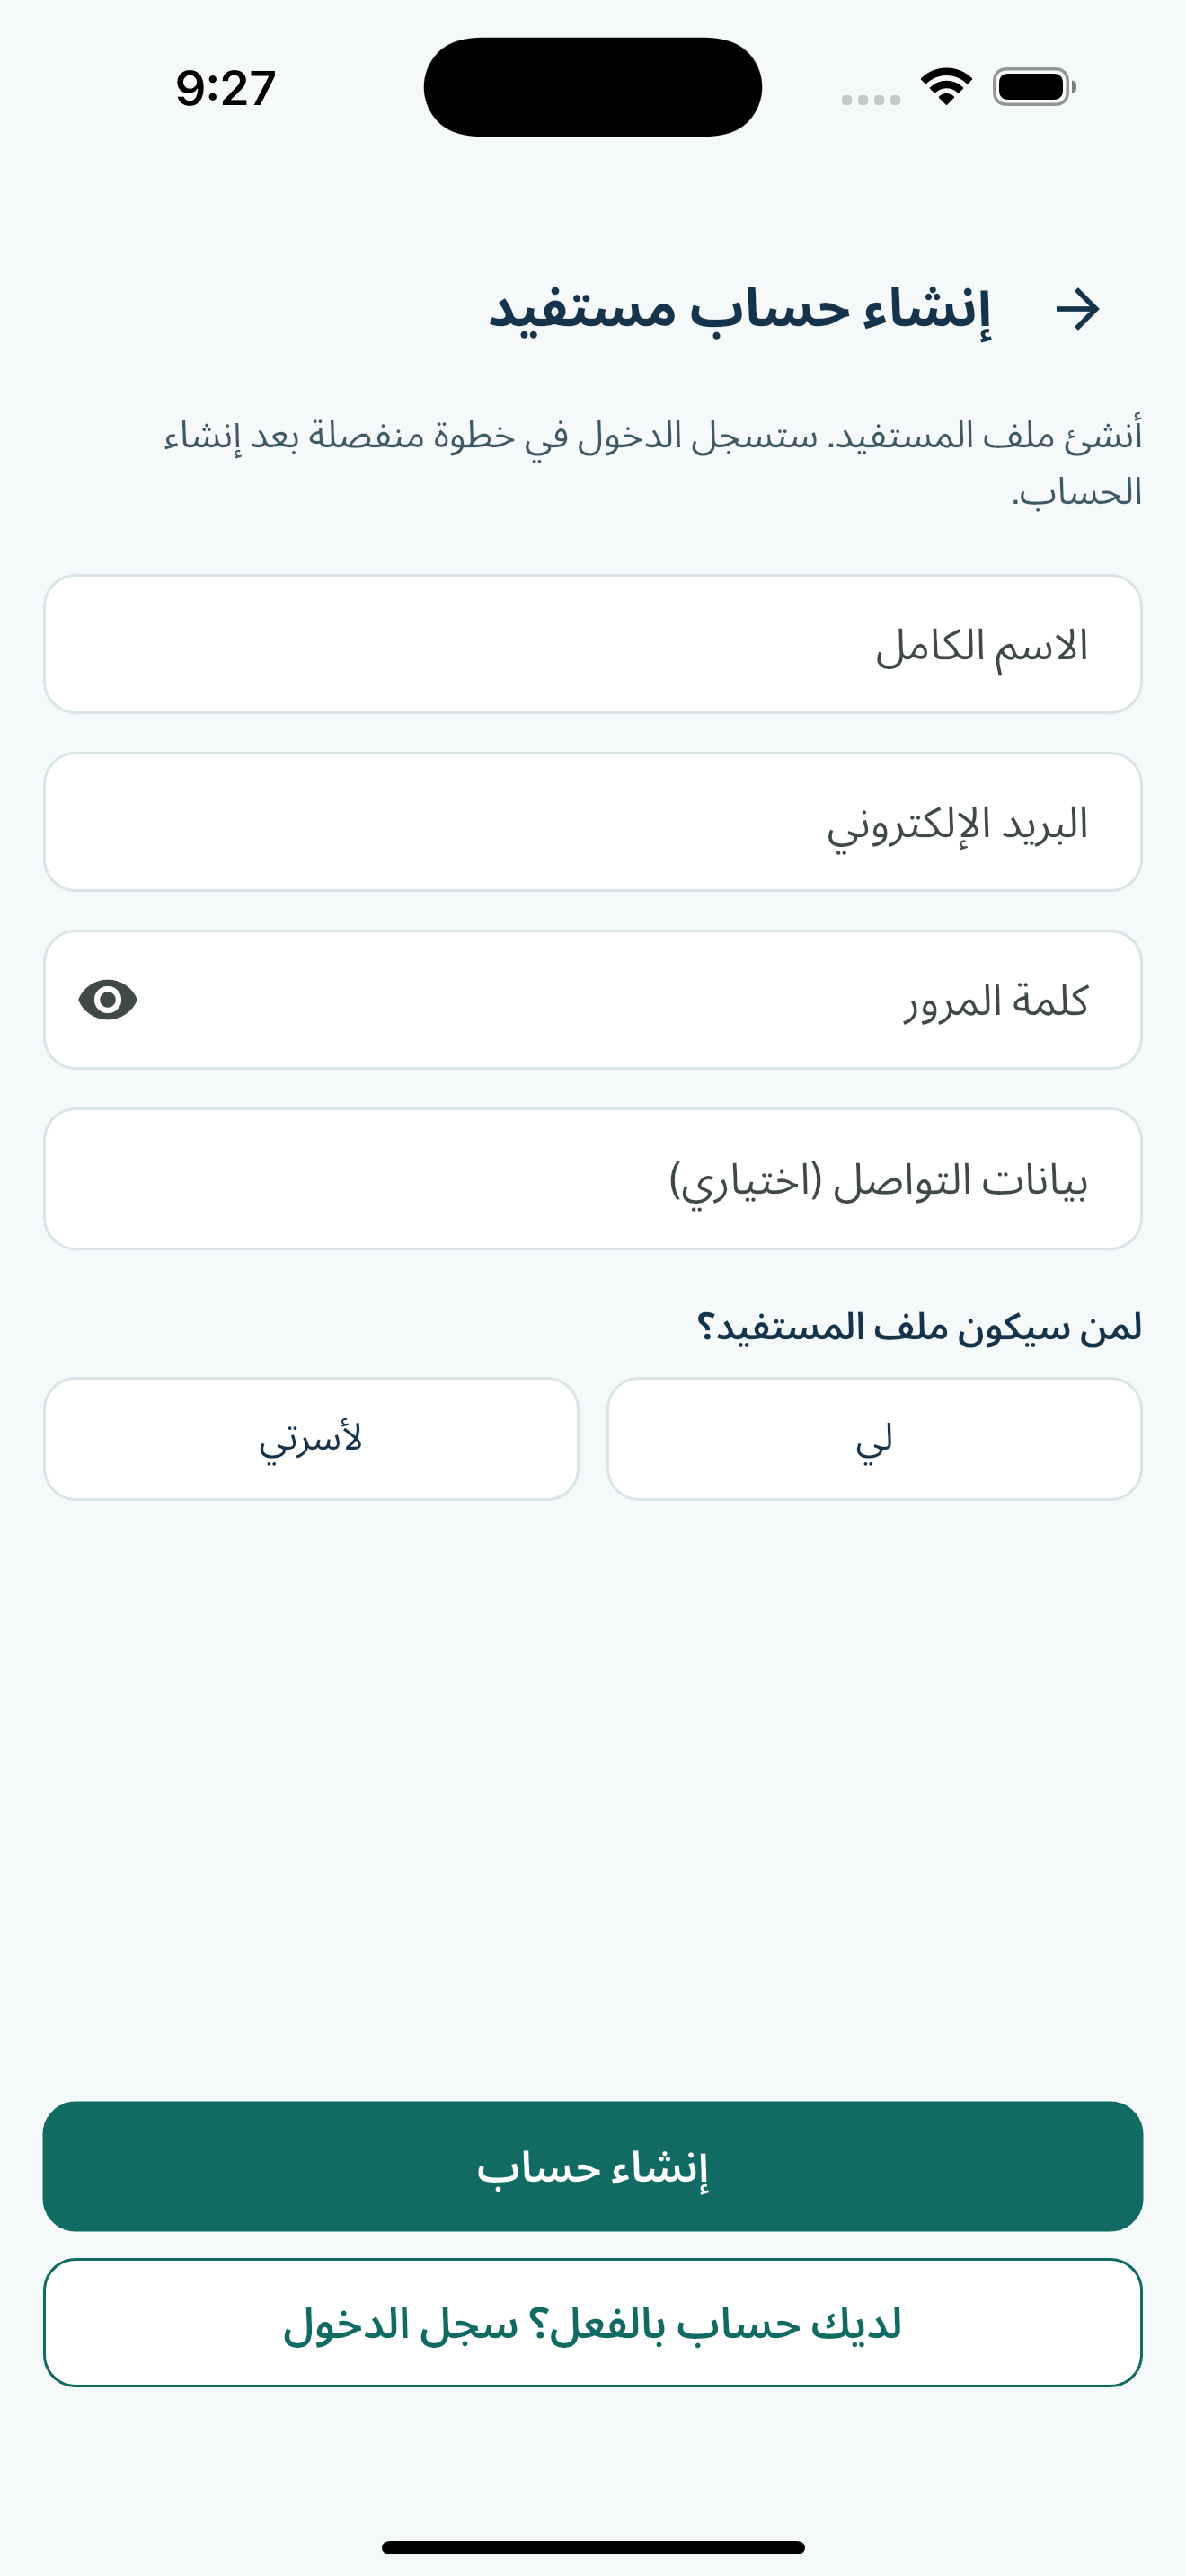 9:27
إنشاء حساب مستفيد
أنشئ ملف المستفيد. ستسجل الدخول في خطوة منفصلة بعد إنشاء
الحساب.
الاسم الكامل
البريد الإلكتروني
كلمة المرور
بيانات التواصل (اختياري)
لمن سيكون ملف المستفيد؟
لي
لأسرتي
إنشاء حساب
لديك حساب بالفعل؟ سجل الدخول